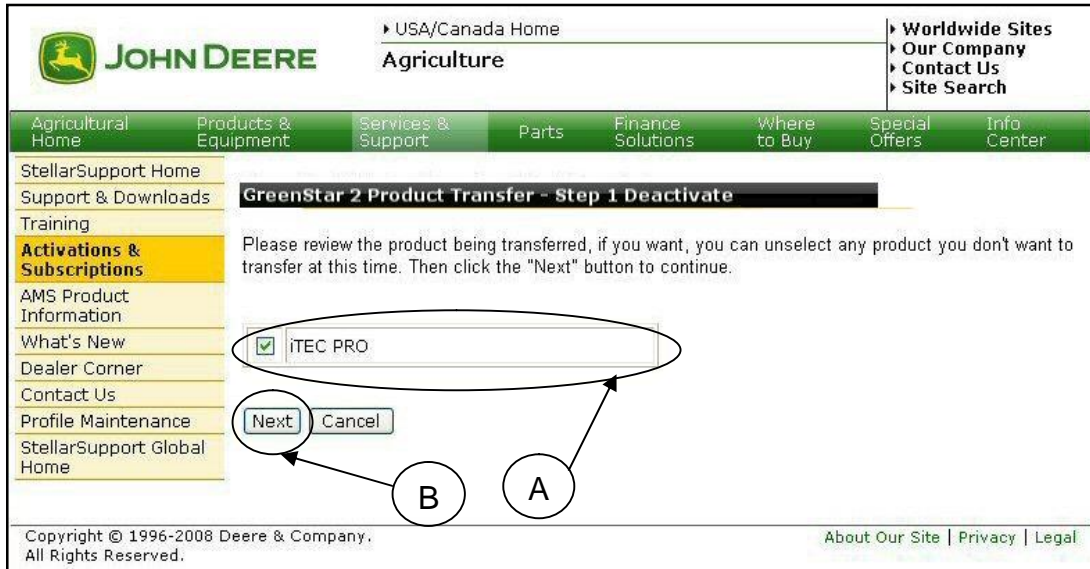 JOHN DEERE
USA/Canada Home
Agriculture
Worldwide Sites
Our Company
Contact Us
Site Search
Agricultural Home
Products & Equipment
Services & Support
Parts
Finance Solutions
Where to Buy
Special Offers
Info Center
StellarSupport Home
Support & Downloads
Training
Activations &
Subscriptions
AMS Product
Information
What's New
Dealer Corner
Contact Us
Profile Maintenance
StellarSupport Global
Home
GreenStar 2 Product Transfer - Step 1 Deactivate
Please review the product being transferred, if you want, you can unselect any product you don't want to
transfer at this time. Then click the "Next" button to continue.
iTEC PRO
Next Cancel
B
A
Copyright © 1996-2008 Deere & Company.
All Rights Reserved.
About Our Site | Privacy | Legal